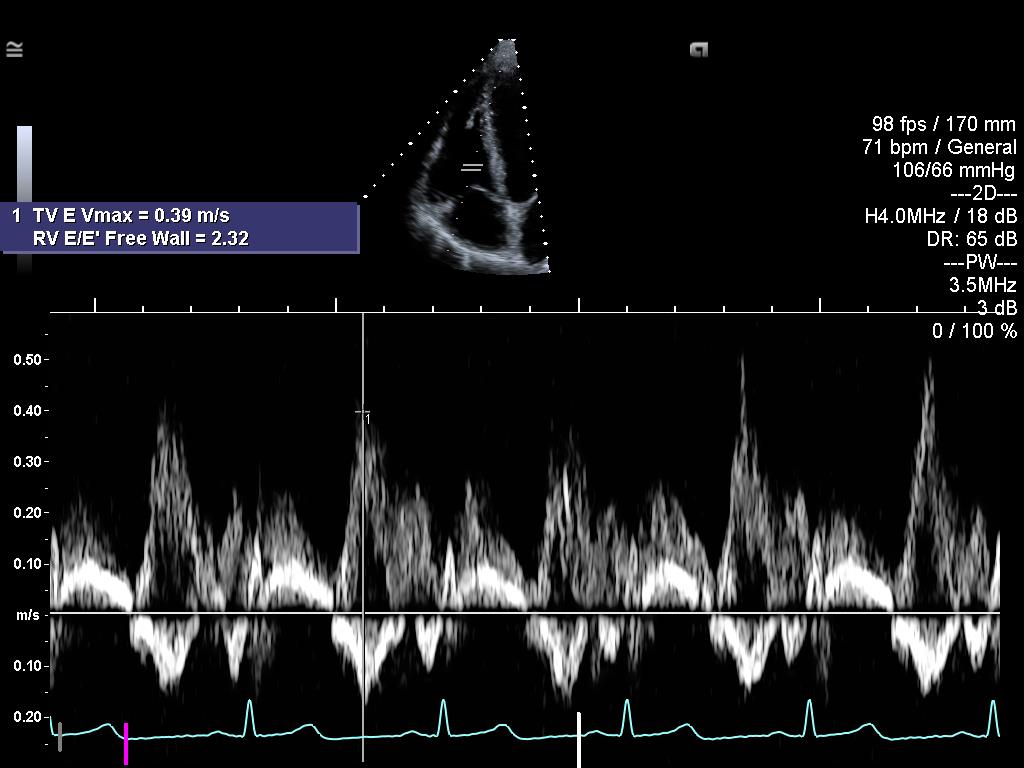 98 fps / 170 mm
71 bpm / General
106/66 mmHg
---2D---
H4.0MHz / 18 dB
DR: 65 dB
---PW---
3.5MHz
3 dB
0 / 100 %
1 TV E Vmax = 0.39 m/s
RV E/E' Free Wall = 2.32
0.50
0.40
1
0.30
0.20
0.10
m/s
0.10
0.20